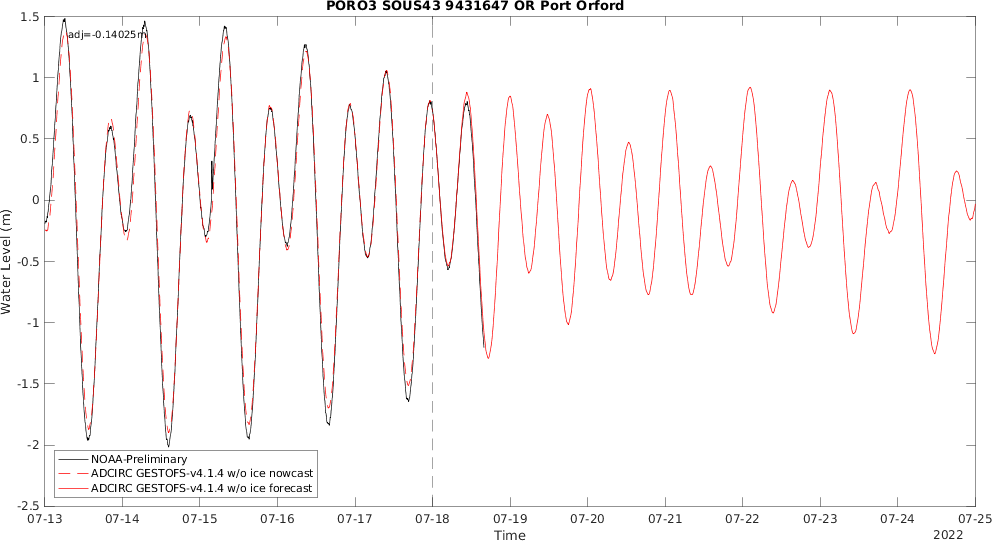 PORO3 SOUS43 9431647 OR Port Orford
adj=-0.14025m
1.5
1
0.5
0
-0.5
-1
-1.5
-2
-2.5
Water Level (m)
NOAA-Preliminary
ADCIRC GESTOFS-v4.1.4 w/o ice nowcast
ADCIRC GESTOFS-v4.1.4 w/o ice forecast
07-13 07-14 07-15 07-16 07-17 07-18 07-19 07-20 07-21 07-22 07-23 07-24 07-25
Time
2022